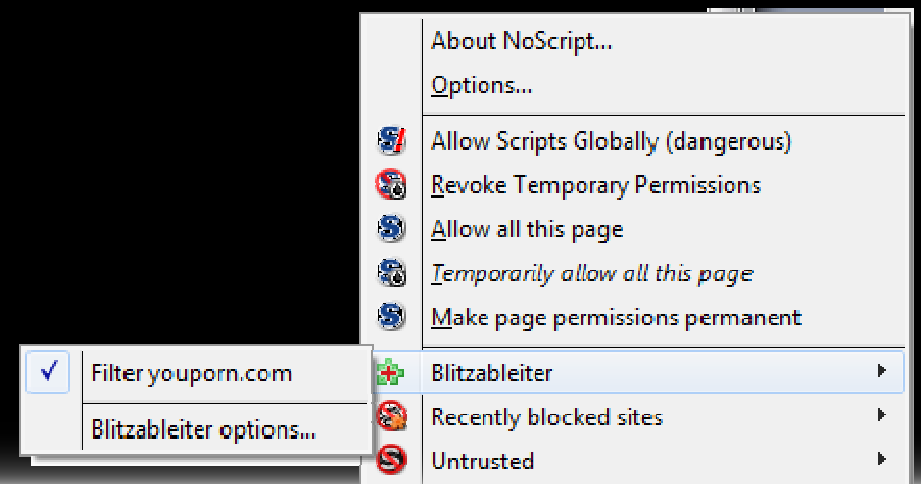 About NoScript...
Options...
Allow Scripts Globally (dangerous)
Revoke Temporary Permissions
Allow all this page
Temporarily allow all this page
Make page permissions permanent
Blitzableiter
Filter youporn.com
Blitzableiter options...
Recently blocked sites
Untrusted